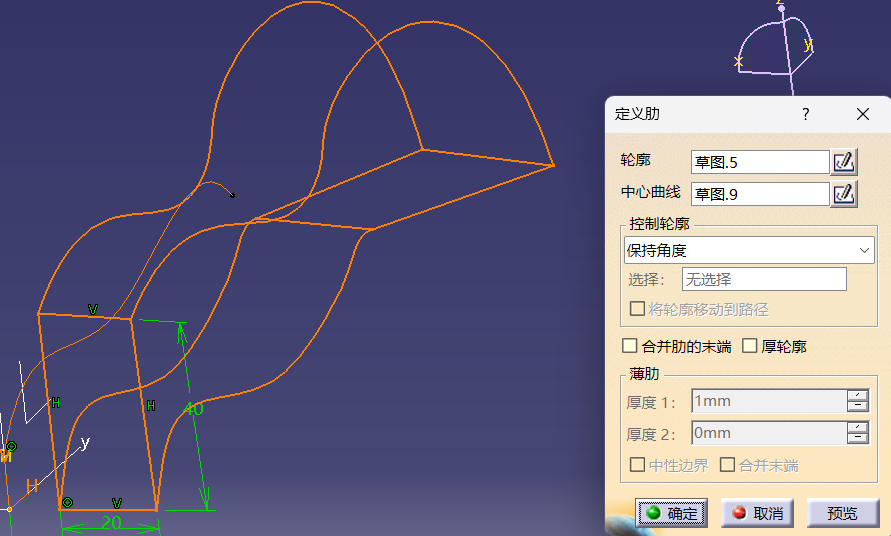 z
y
x
定义肋
?
轮廓
草图.5
中心曲线
草图.9
控制轮廓
保持角度
选择：
无选择
将轮廓移动到路径
合并肋的末端
厚轮廓
薄肋
厚度 1：
1mm
厚度 2：
0mm
中性边界
合并末端
确定
取消
预览
V
H
H
40
y
H
V
20